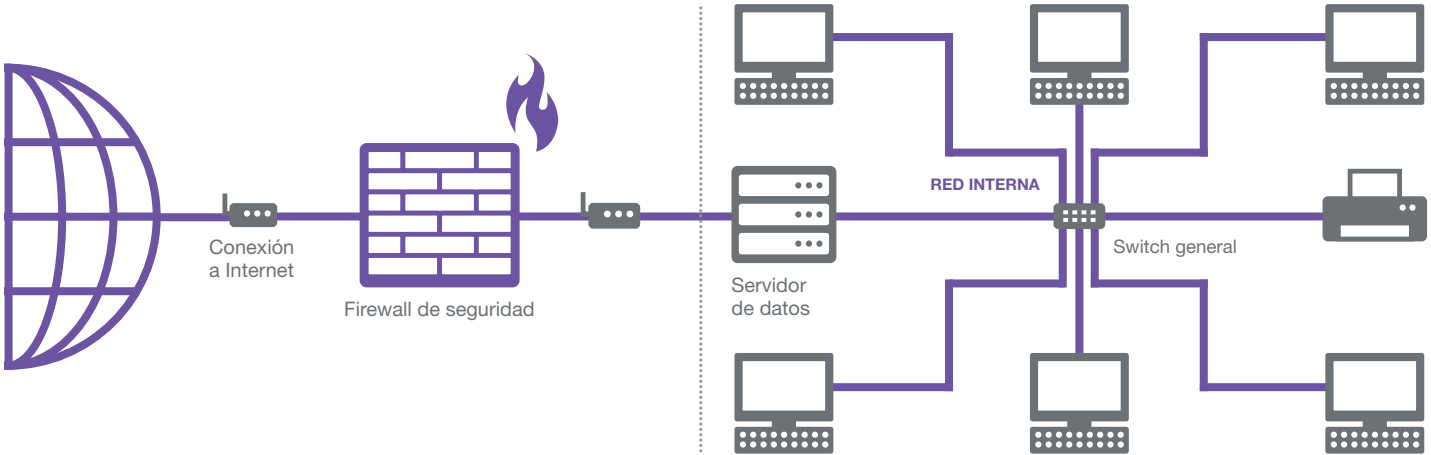 Conexión
a Internet
Firewall de seguridad
Servidor
de datos
RED INTERNA
Switch general